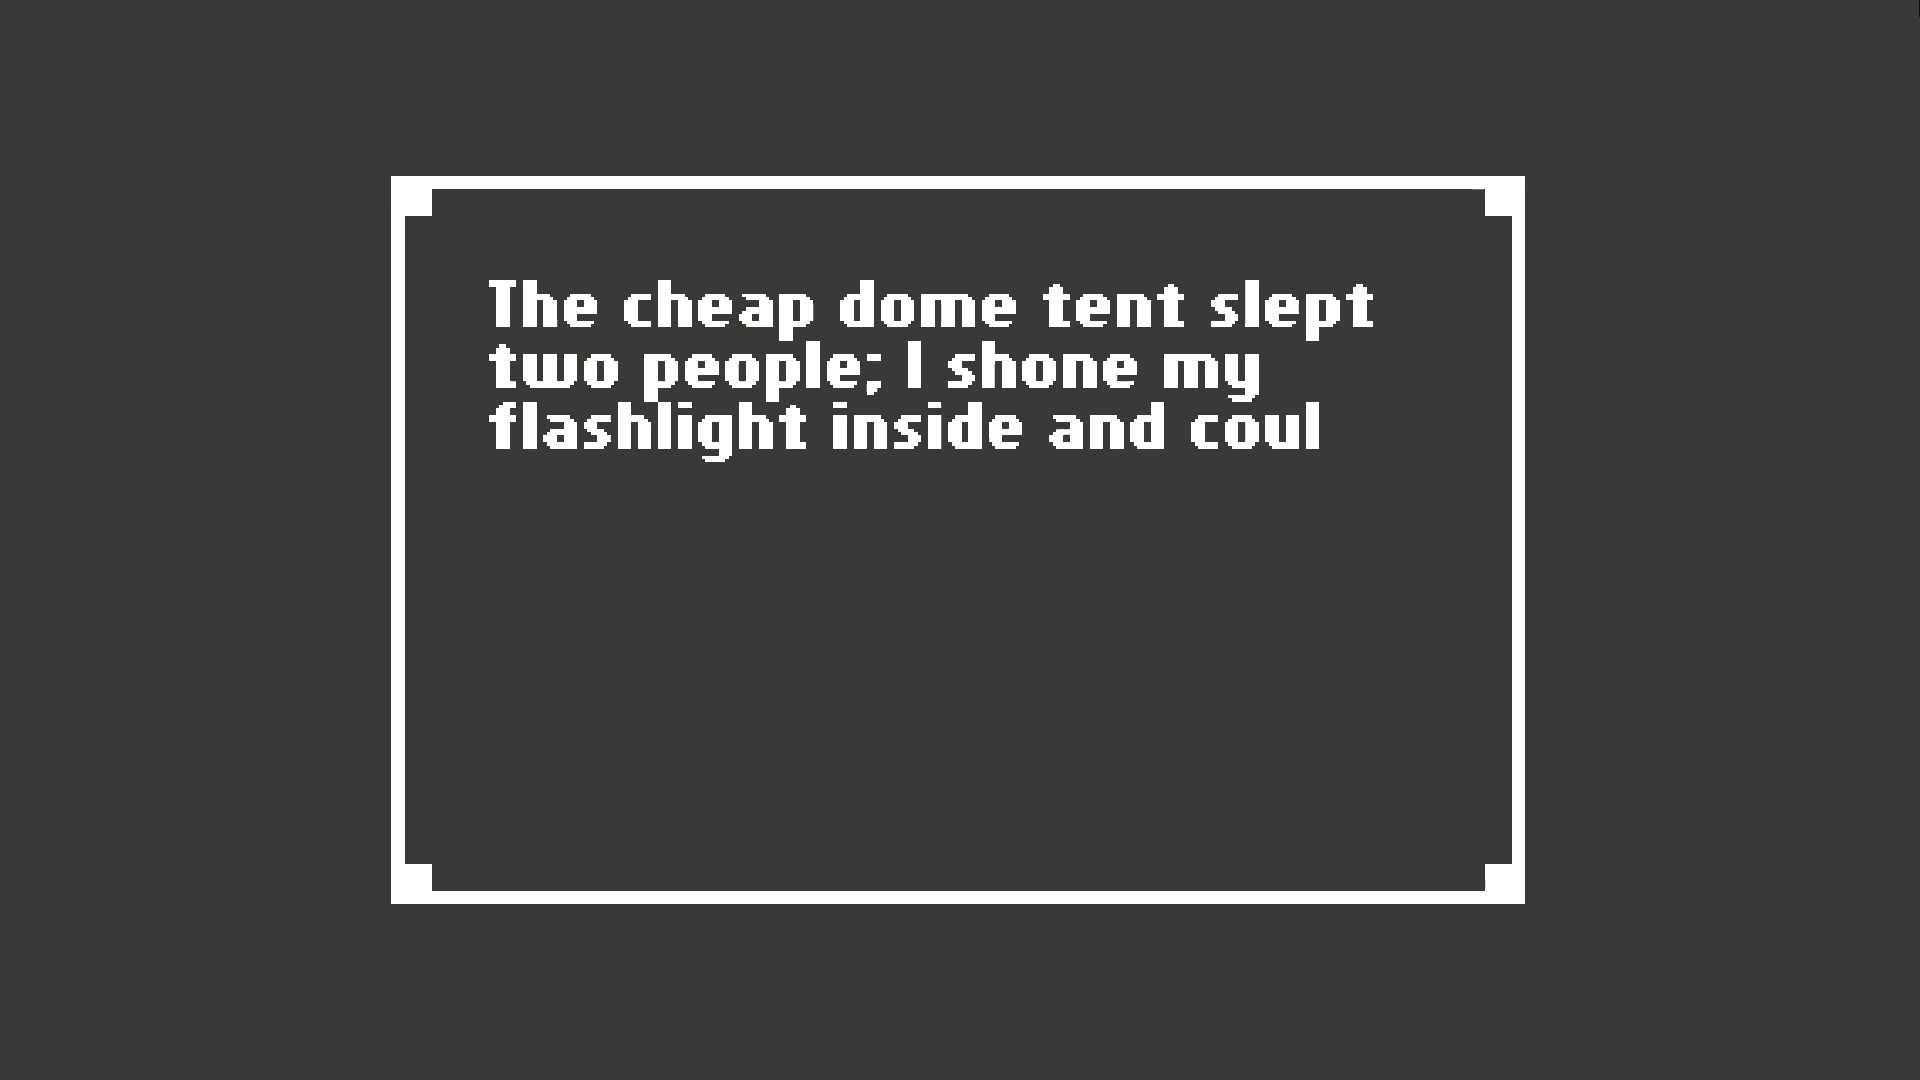 The cheap dome tent slept
two people; I shone my
flashlight inside and coul